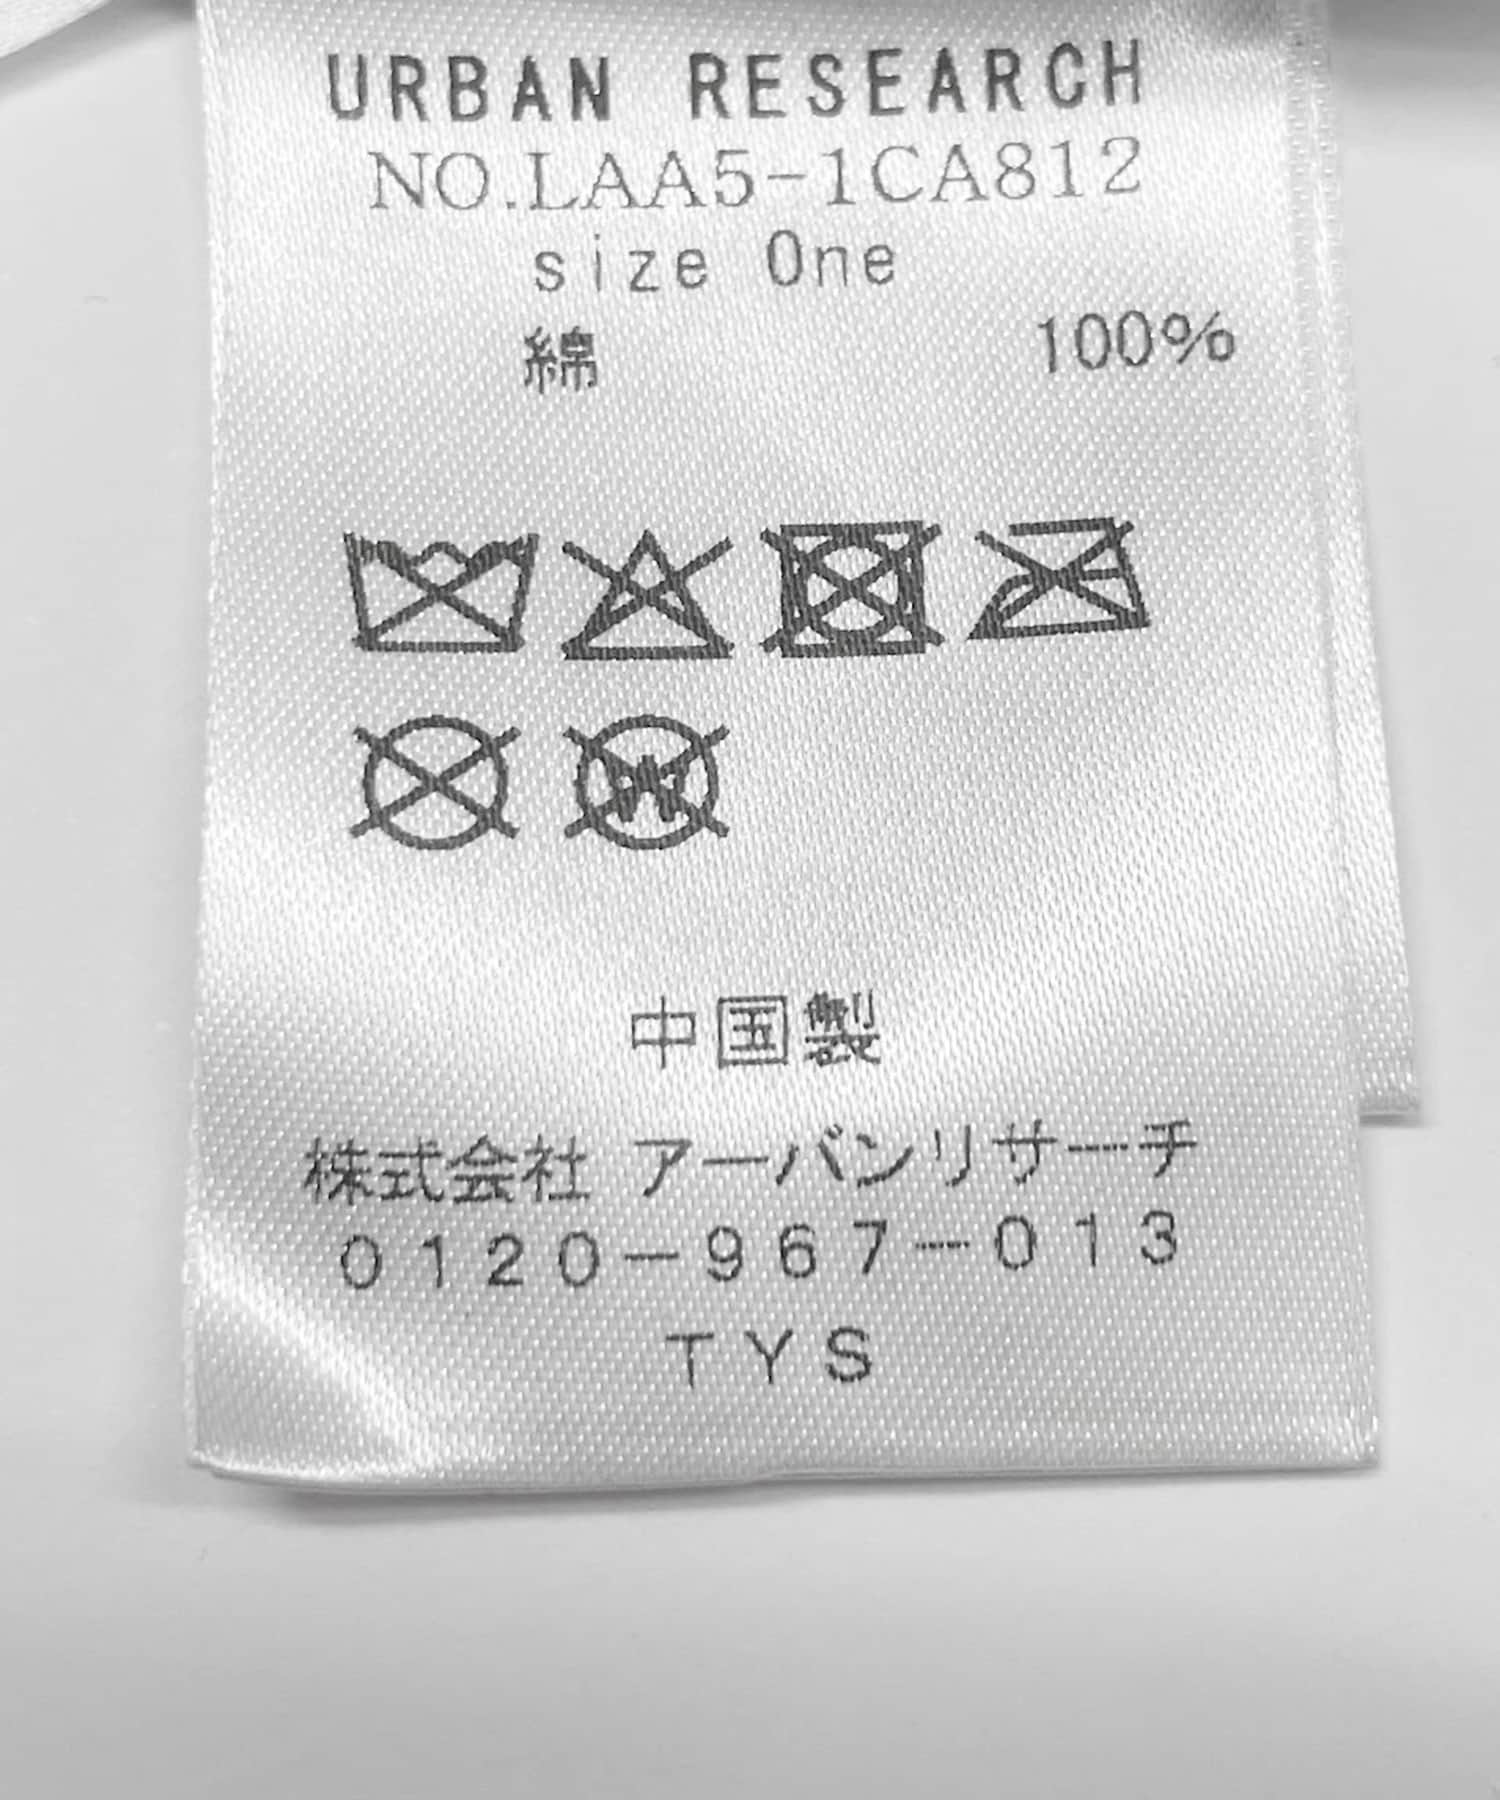 URBAN RESEARCH
NO.LAA5-1CA812
size One
綿 100%
中国製
株式会社 アーバンリサーチ
0120-967-013
TYS